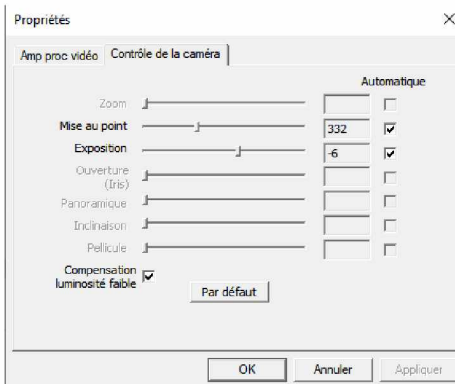 Propriétés
Amp proc vidéo Contrôle de la caméra
Automatique
Zoom
Mise au point 332
Exposition -6
Ouverture
(Iris)
Panoramique
Inclinaison
Pellicule
Compensation
luminosité faible
Par défaut
OK Annuler Appliquer